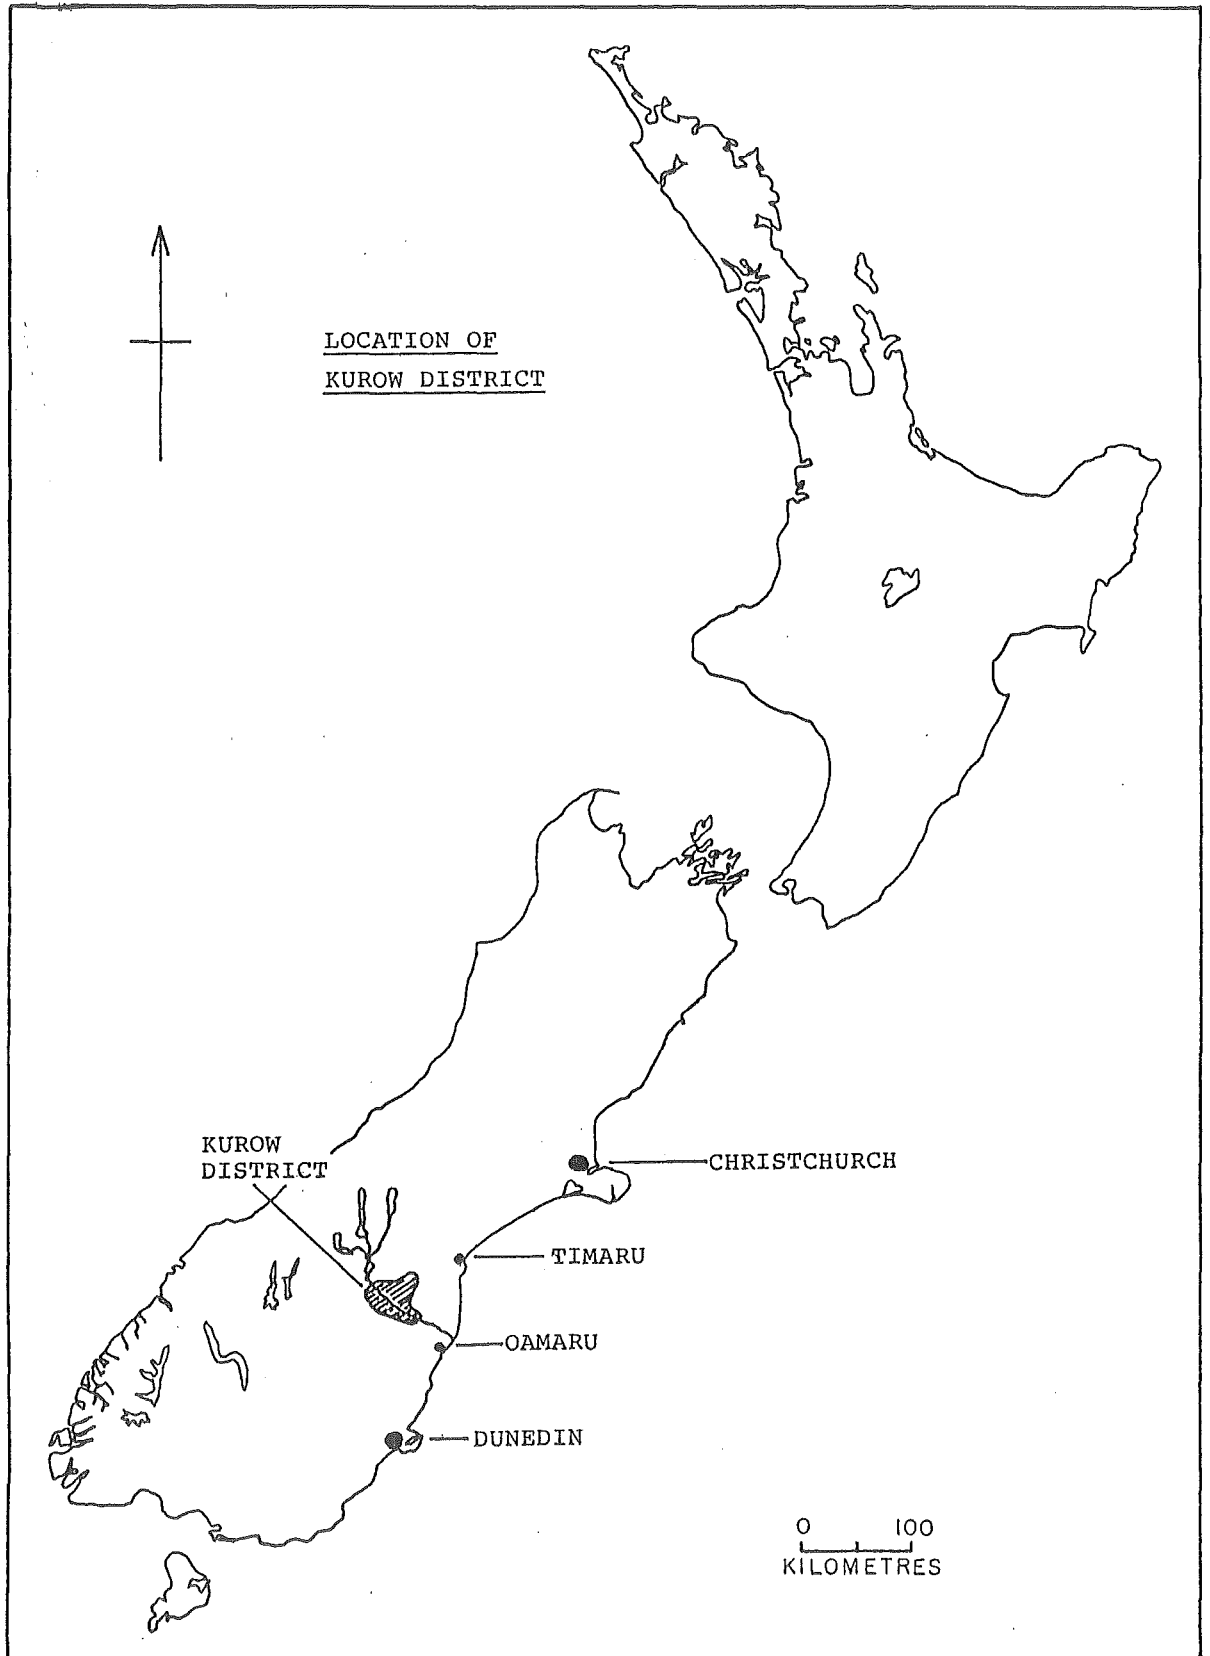 LOCATION OF
KUROW DISTRICT
KUROW
DISTRICT
CHRISTCHURCH
TIMARU
OAMARU
DUNEDIN
0 100
KILOMETRES